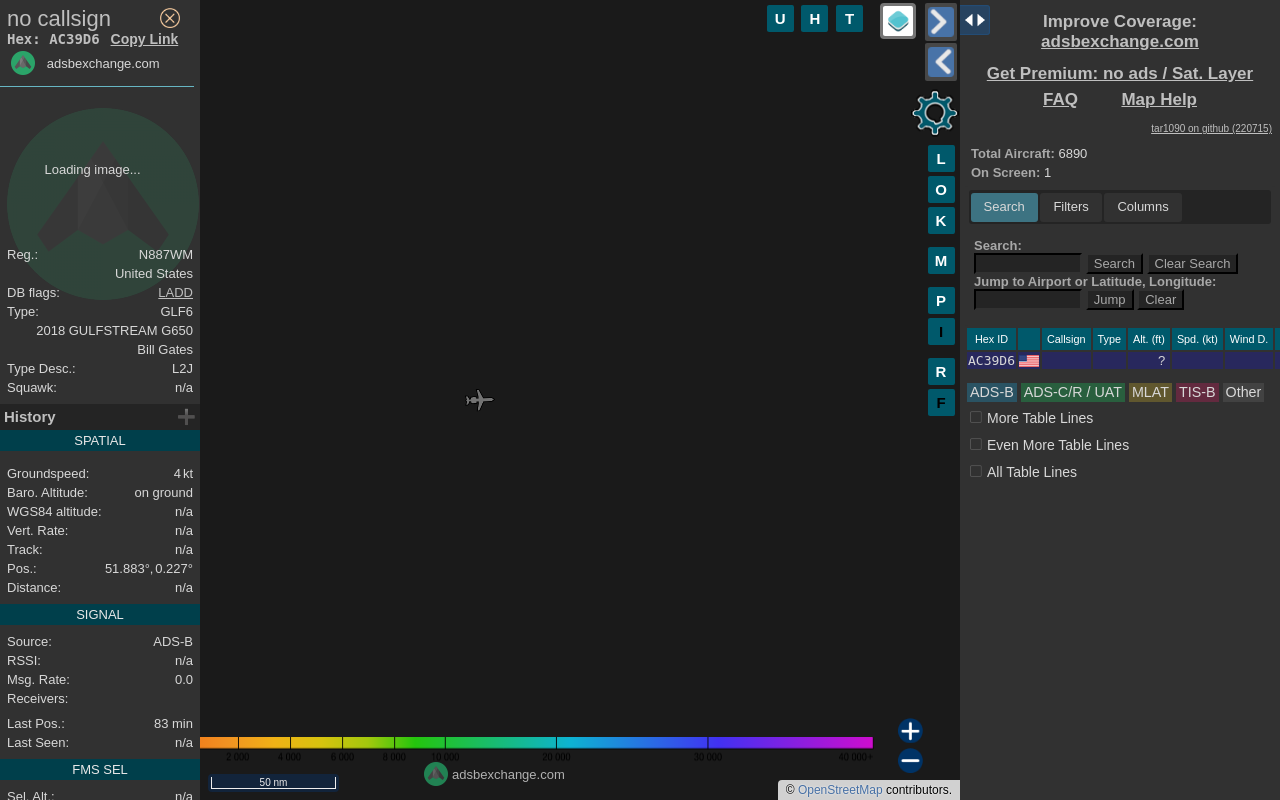 no callsign
Hex: AC39D6 Copy Link
adsbexchange.com
Loading image...
Reg.: N887WM
United States
DB flags: LADD
Type: GLF6
2018 GULFSTREAM G650
Bill Gates
Type Desc.: L2J
Squawk: n/a
History
SPATIAL
Groundspeed: 4 kt
Baro. Altitude: on ground
WGS84 altitude: n/a
Vert. Rate: n/a
Track: n/a
Pos.: 51.883°, 0.227°
Distance: n/a
SIGNAL
Source: ADS-B
RSSI: n/a
Msg. Rate: 0.0
Receivers:
Last Pos.: 83 min
Last Seen: n/a
FMS SEL
Sel. Alt.: n/a
U H T
L
O
K
M
P
I
R
F
2 000 4 000 6 000 8 000 10 000 20 000 30 000 40 000+
adsbexchange.com
50 nm
© OpenStreetMap contributors.
Improve Coverage:
adsbexchange.com
Get Premium: no ads / Sat. Layer
FAQ Map Help
tar1090 on github (220715)
Total Aircraft: 6890
On Screen: 1
Search Filters Columns
Search:
Search Clear Search
Jump to Airport or Latitude, Longitude:
Jump Clear
Hex ID Callsign Type Alt. (ft) Spd. (kt) Wind D.
AC39D6 ?
ADS-B ADS-C/R / UAT MLAT TIS-B Other
More Table Lines
Even More Table Lines
All Table Lines